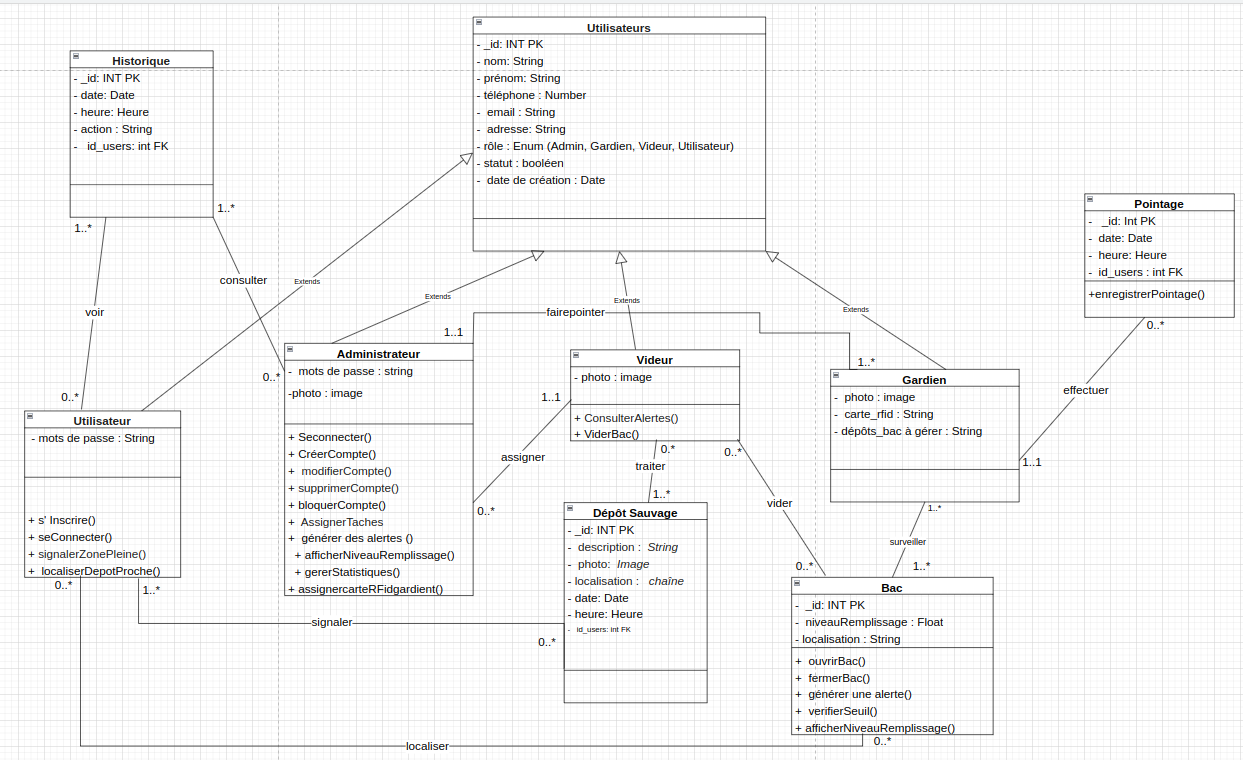 Utilisateurs
- _id: INT PK
- nom: String
- prénom: String
- téléphone : Number
- email : String
- adresse: String
- rôle : Enum (Admin, Gardien, Videur, Utilisateur)
- statut : booléen
- date de création : Date
Historique
- _id: INT PK
- date: Date
- heure: Heure
- action : String
- id_users: int FK
Pointage
- _id: Int PK
- date: Date
- heure: Heure
- id_users : int FK
+enregistrerPointage()
1..*
1..*
consulter
voir
Extends
Extends
Extends
Extends
fairepointer
1..1
0..*
0..*
1..*
0..*
effectuer
1..1
Administrateur
- mots de passe : string
-photo : image
+ Seconnecter()
+ CréerCompte()
+ modifierCompte()
+ supprimerCompte()
+ bloquerCompte()
+ AssignerTaches
+ générer des alertes ()
+ afficherNiveauRemplissage()
+ gererStatistiques()
+ assignercarteRFidgardient()
Videur
- photo : image
+ ConsulterAlertes()
+ ViderBac()
Gardien
- photo : image
- carte_rfid : String
- dépôts_bac à gérer : String
Utilisateur
- mots de passe : String
+ s' Inscrire()
+ seConnecter()
+ signalerZonePleine()
+ localiserDepotProche()
1..1
assigner
0..*
0.*
traiter
1..*
0..*
vider
0..*
1..*
surveiller
1..*
Dépôt Sauvage
- _id: INT PK
- description : String
- photo: Image
- localisation : chaîne
- date: Date
- heure: Heure
- id_users: int FK
Bac
- _id: INT PK
- niveauRemplissage : Float
- localisation : String
+ ouvrirBac()
+ fermerBac()
+ générer une alerte()
+ verifierSeuil()
+ afficherNiveauRemplissage()
0..*
1..*
signaler
0..*
localiser
0..*